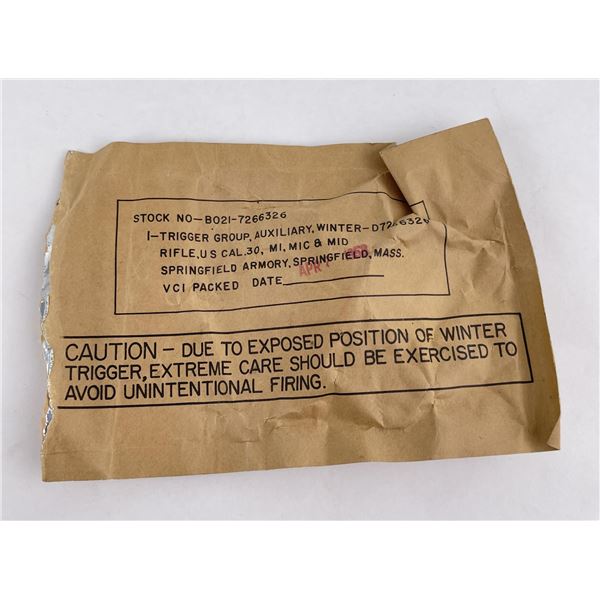 STOCK NO-B021-7266326
1-TRIGGER GROUP, AUXILIARY, WINTER-D7266326
RIFLE, US CAL.30, M1, M1C & M1D
SPRINGFIELD ARMORY, SPRINGFIELD, MASS.
VCI PACKED DATE
APR
CAUTION - DUE TO EXPOSED POSITION OF WINTER
TRIGGER, EXTREME CARE SHOULD BE EXERCISED TO
AVOID UNINTENTIONAL FIRING.